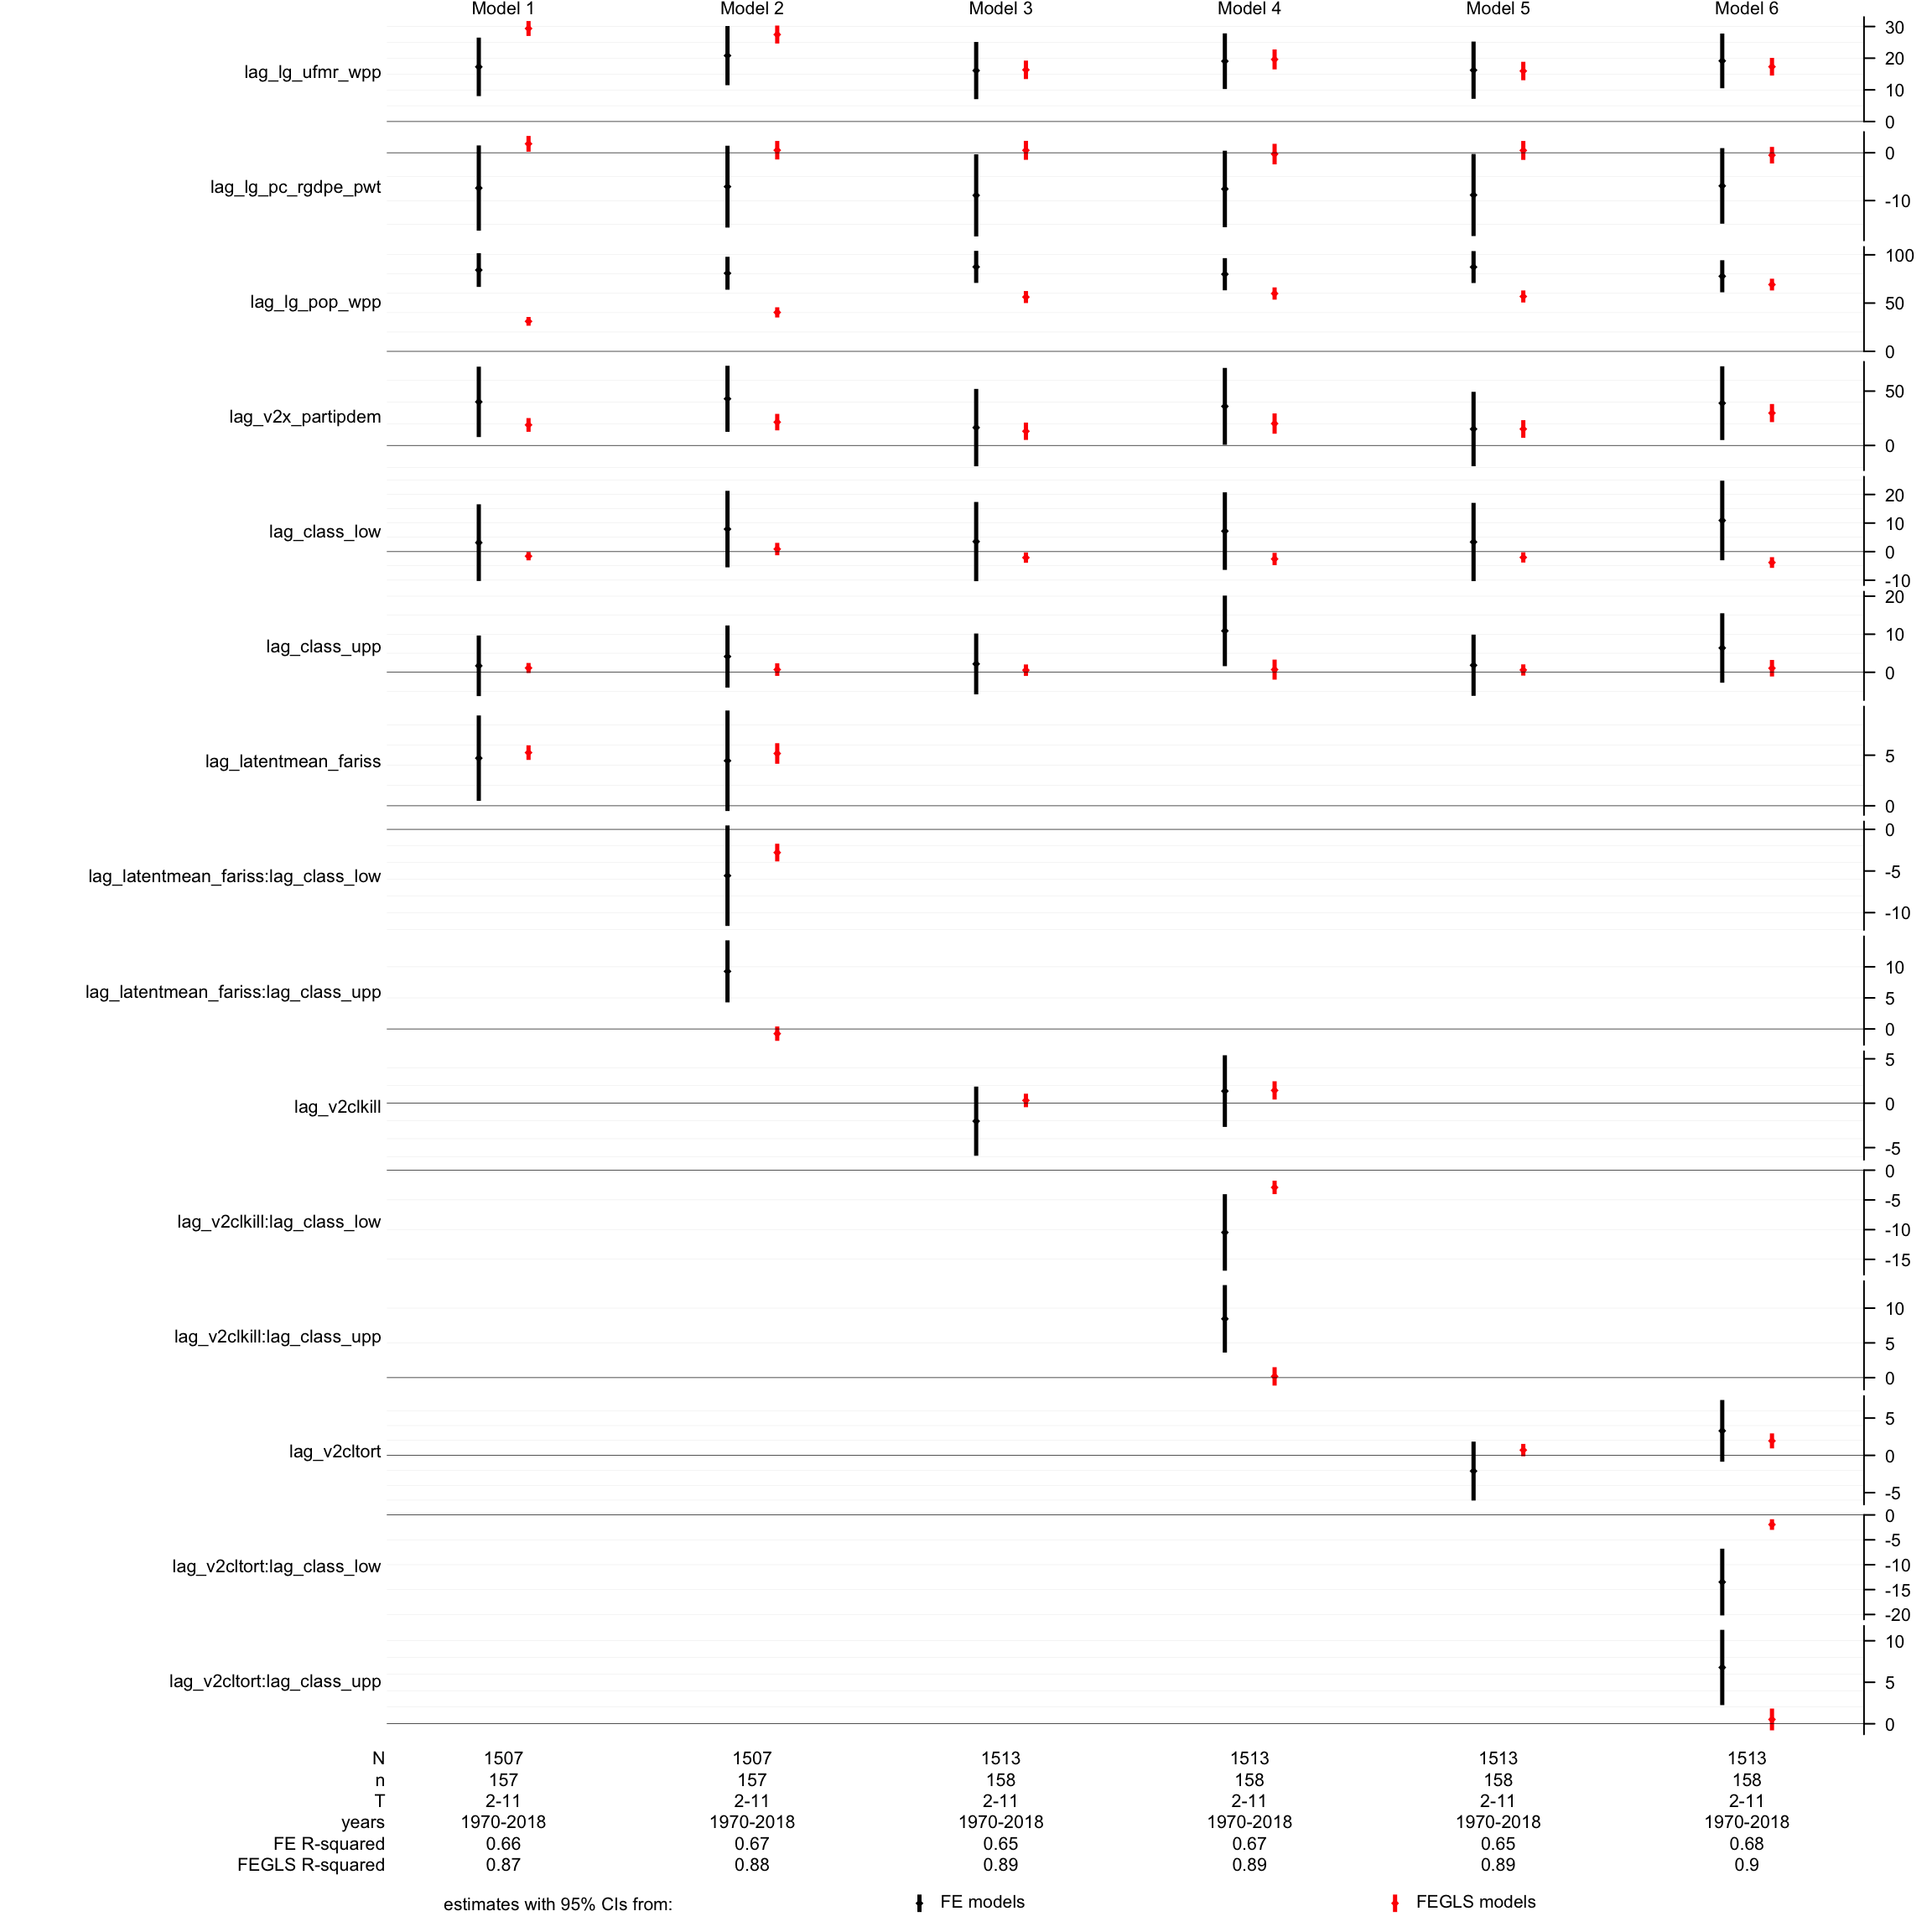 Model 1 Model 2 Model 3 Model 4 Model 5 Model 6
lag_lg_ufmr_wpp
30
20
10
0
lag_lg_pc_rgdpe_pwt
0
-10
lag_lg_pop_wpp
100
50
0
lag_v2x_partipdem
50
0
lag_class_low
20
10
0
-10
lag_class_upp
20
10
0
lag_latentmean_fariss
5
0
lag_latentmean_fariss:lag_class_low
0
-5
-10
lag_latentmean_fariss:lag_class_upp
10
5
0
lag_v2clkill
5
0
-5
lag_v2clkill:lag_class_low
0
-5
-10
-15
lag_v2clkill:lag_class_upp
10
5
0
lag_v2cltort
5
0
-5
lag_v2cltort:lag_class_low
0
-5
-10
-15
-20
lag_v2cltort:lag_class_upp
10
5
0
N 1507 1507 1513 1513 1513 1513
n 157 157 158 158 158 158
T 2-11 2-11 2-11 2-11 2-11 2-11
years 1970-2018 1970-2018 1970-2018 1970-2018 1970-2018 1970-2018
FE R-squared 0.66 0.67 0.65 0.67 0.65 0.68
FEGLS R-squared 0.87 0.88 0.89 0.89 0.89 0.9
estimates with 95% CIs from: FE models FEGLS models